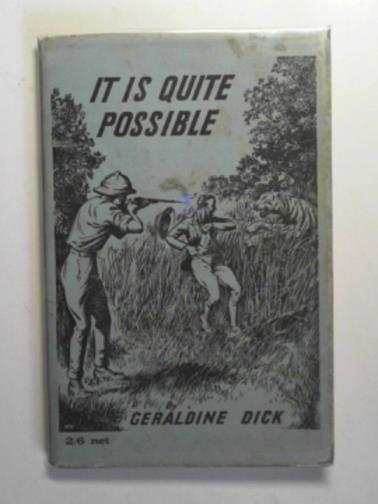 IT IS QUITE
POSSIBLE
By
GERALDINE DICK
2/6 net